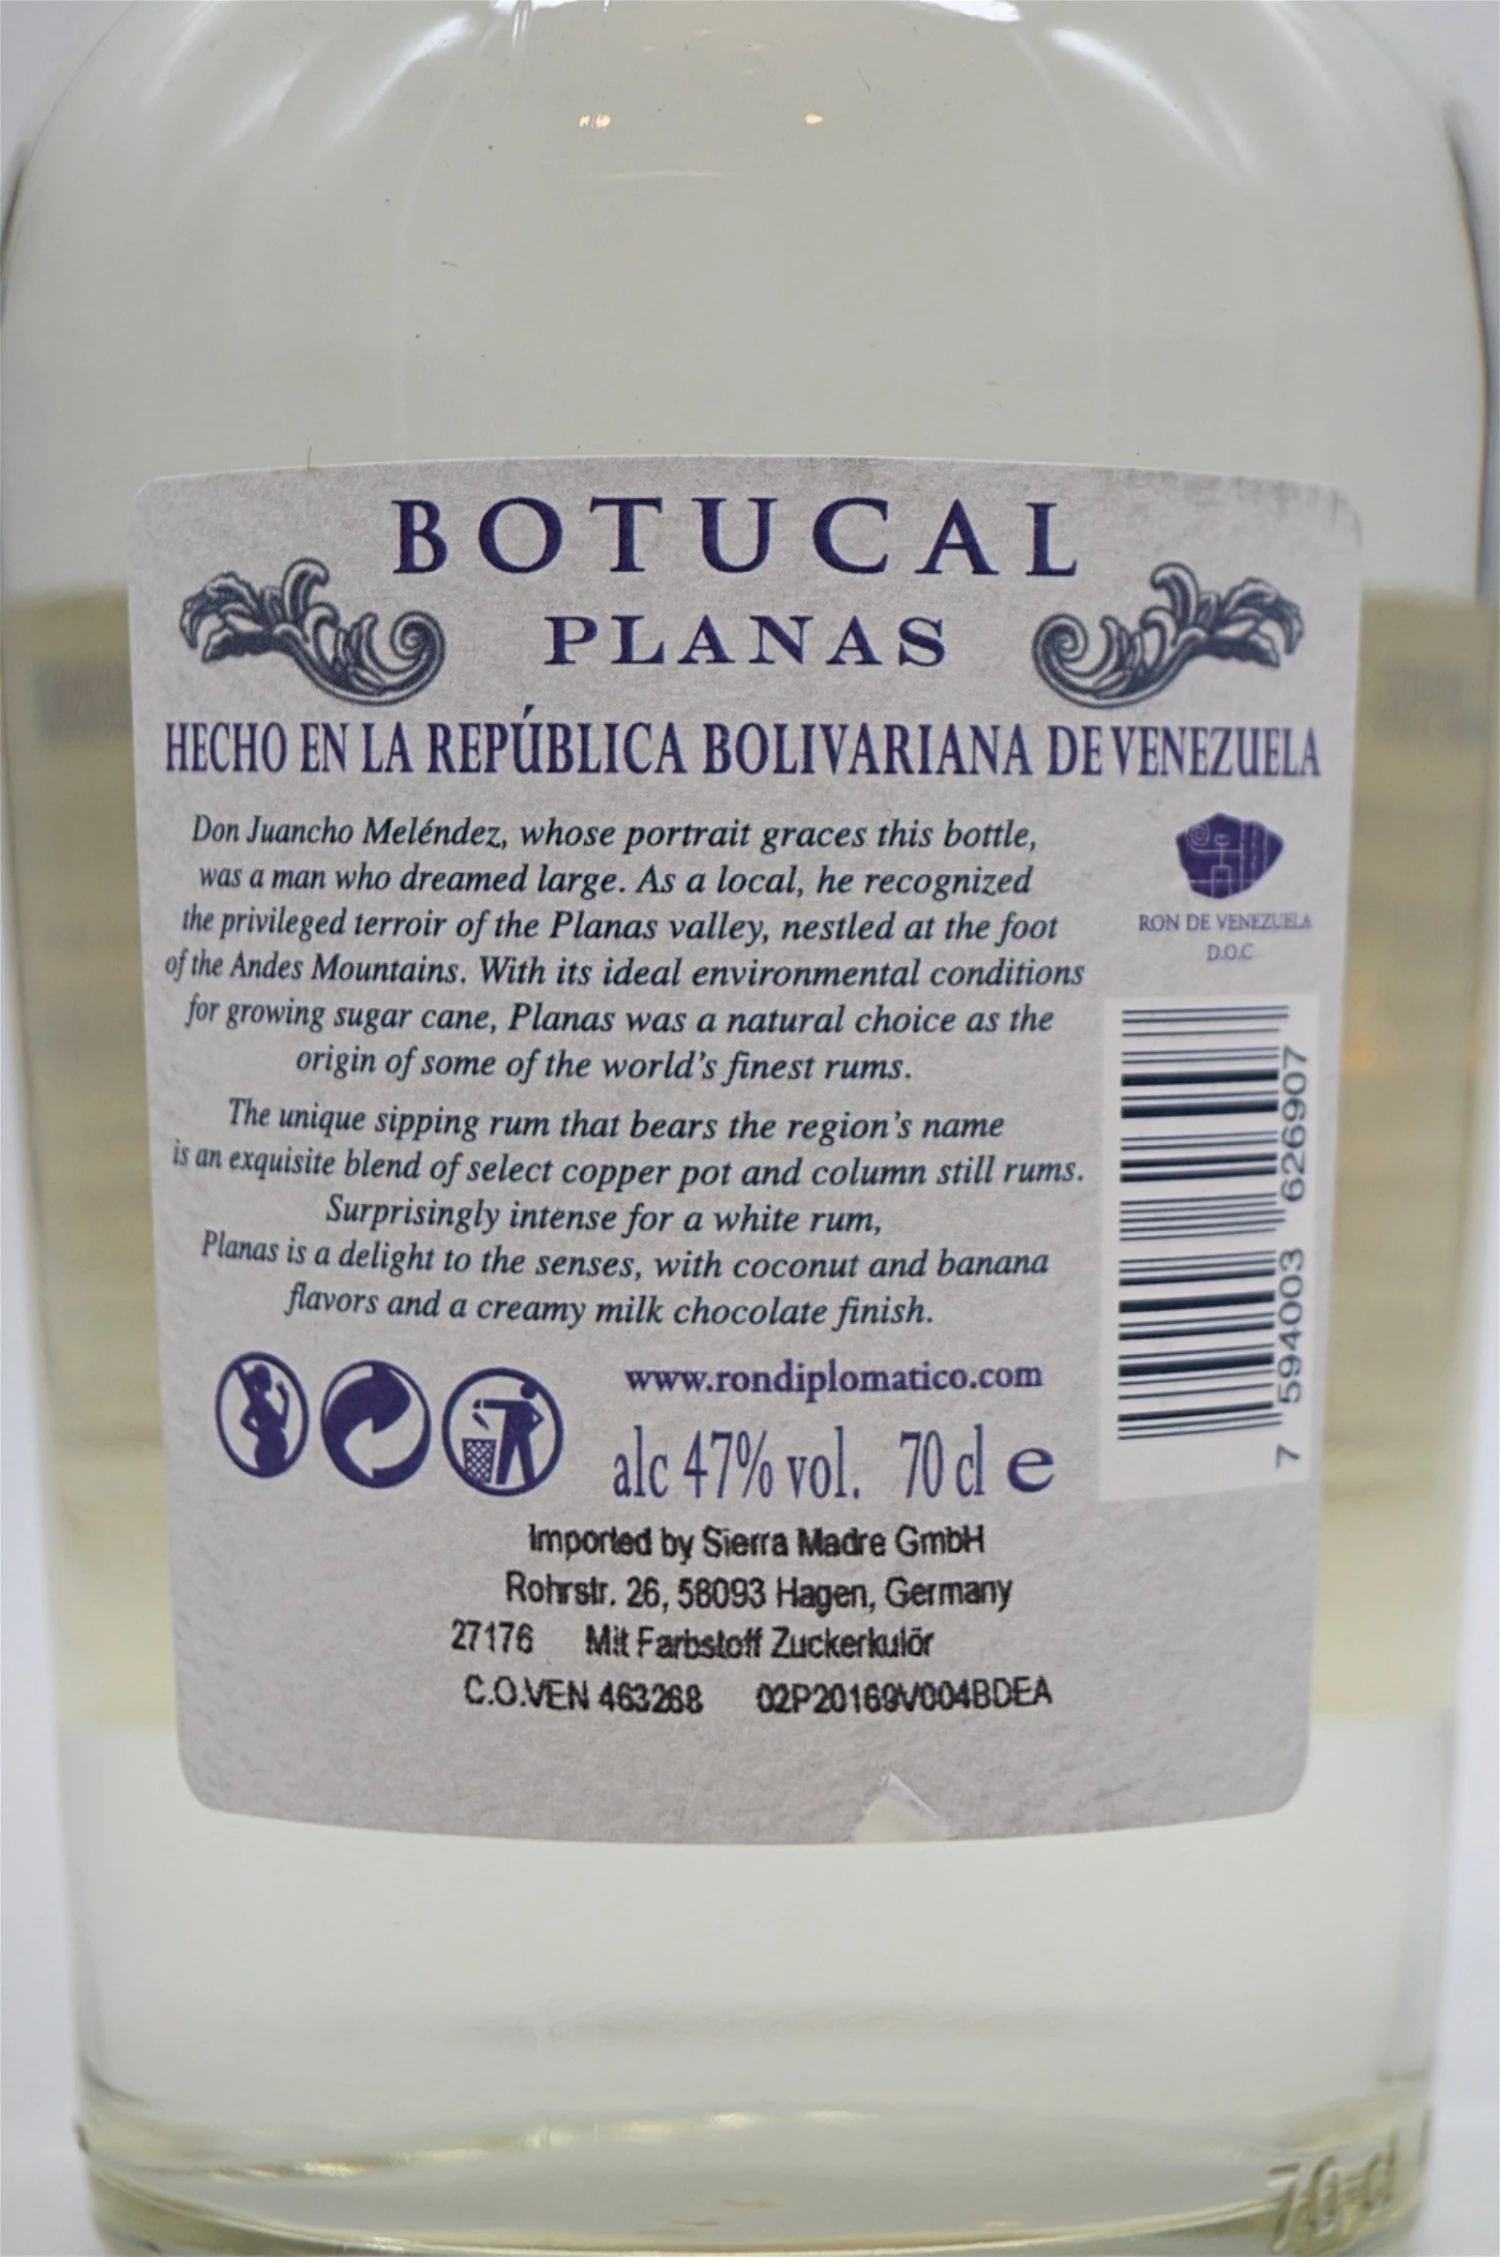 BOTUCAL
PLANAS
HECHO EN LA REPÚBLICA BOLIVARIANA DE VENEZUELA
Don Juancho Meléndez, whose portrait graces this bottle,
was a man who dreamed large. As a local, he recognized
the privileged terroir of the Planas valley, nestled at the foot
of the Andes Mountains. With its ideal environmental conditions
for growing sugar cane, Planas was a natural choice as the
origin of some of the world's finest rums.
The unique sipping rum that bears the region's name
is an exquisite blend of select copper pot and column still rums.
Surprisingly intense for a white rum,
Planas is a delight to the senses, with coconut and banana
flavors and a creamy milk chocolate finish.
RON DE VENEZUELA
D.O.C
7 594003 626907
www.rondiplomatico.com
alc 47% vol. 70 cl e
Imported by Sierra Madre GmbH
Rohrstr. 26, 58093 Hagen, Germany
27176 Mit Farbstoff Zuckerkulör
C.O.VEN 463268 02P20169V004BDEA
70 cl